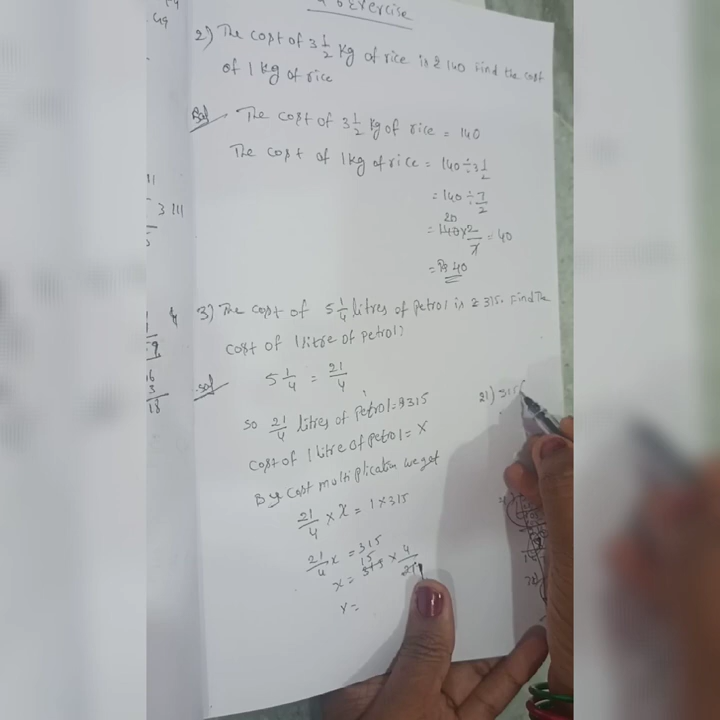 Exercise
2) The cost of 3 1/2 kg of rice is ₹ 140 Find the cost
of 1 kg of rice
Sol The cost of 3 1/2 kg of rice = 140
The cost of 1 kg of rice = 140 ÷ 3 1/2
= 140 ÷ 7/2
20
= 140 × 2/7 = 40
= ₹ 40
3) The cost of 5 1/4 litres of petrol is ₹ 315. Find The
cost of 1 litre of petrol?
Sol 5 1/4 = 21/4
So 21/4 litres of petrol = ₹315
Cost of 1 litre of petrol = x
By Cost multiplication we get
21/4 × x = 1 × 315
21/4 x = 315
15
x = 315 × 4/21
x =
21) 315
3 111
18